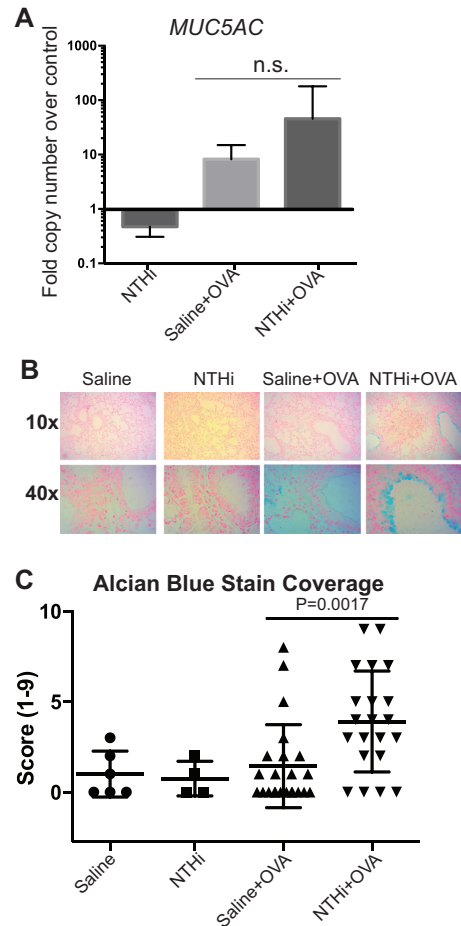 A
MUC5AC
Fold copy number over control
1000
100
10
1
0.1
n.s.
NTHi
Saline+OVA
NTHi+OVA
B
Saline NTHi Saline+OVA NTHi+OVA
10x
40x
C
Alcian Blue Stain Coverage
P=0.0017
Score (1-9)
10
5
0
Saline
NTHi
Saline+OVA
NTHi+OVA